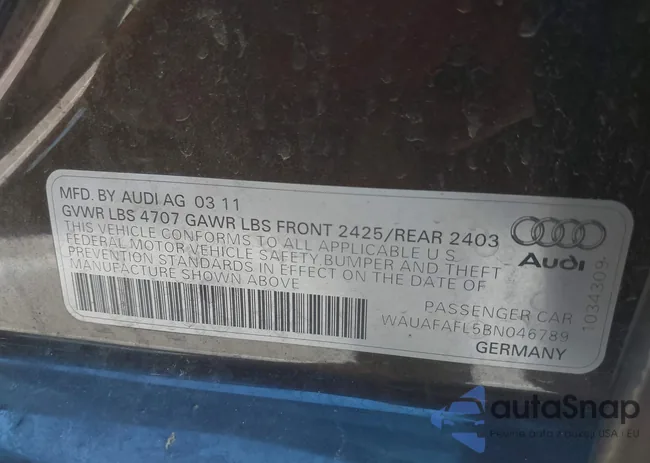 MFD. BY AUDI AG 03 11
GVWR LBS 4707 GAWR LBS FRONT 2425/REAR 2403
THIS VEHICLE CONFORMS TO ALL APPLICABLE U S
FEDERAL MOTOR VEHICLE SAFETY BUMPER AND THEFT
PREVENTION STANDARDS IN EFFECT ON THE DATE OF
MANUFACTURE SHOWN ABOVE
Audi
PASSENGER CAR
WAUAFAFL5BN046789
GERMANY
1034309
autoSnap
USA I EU